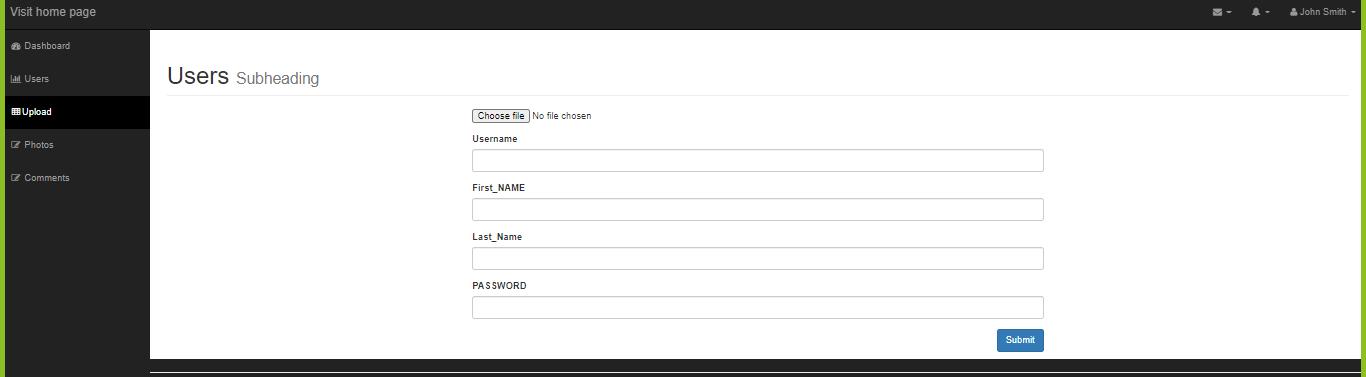 Visit home page
John Smith
Dashboard
Users
Upload
Photos
Comments
Users Subheading
Choose file No file chosen
Username
First_NAME
Last_Name
PASSWORD
Submit